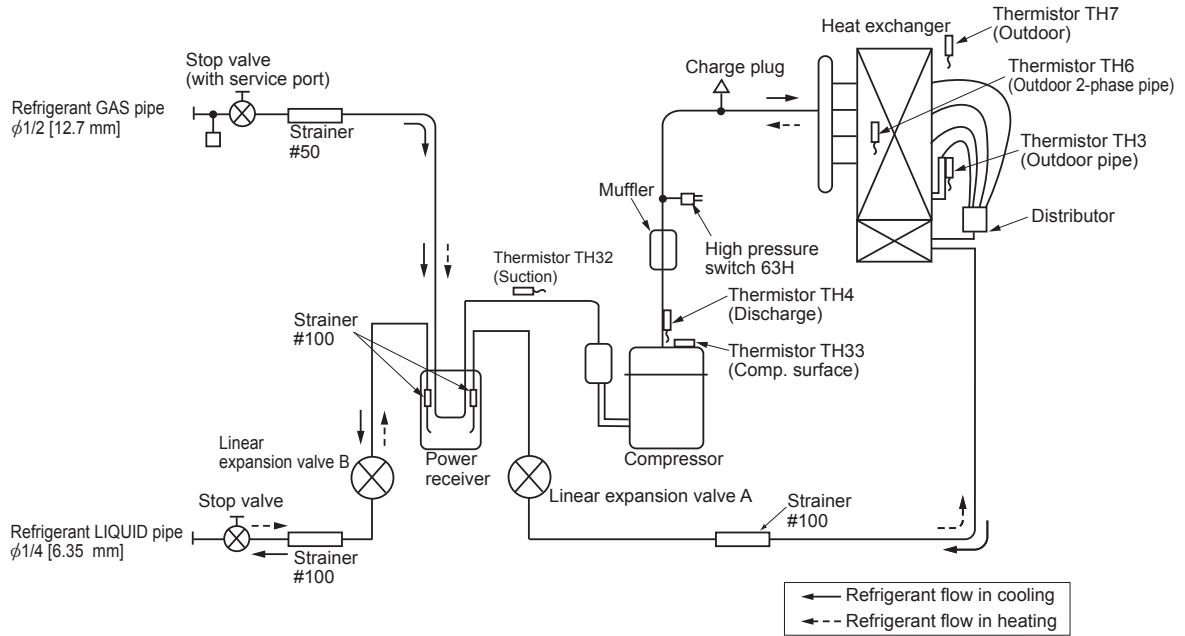 Heat exchanger
Thermistor TH7
(Outdoor)
Stop valve
(with service port)
Charge plug
Thermistor TH6
(Outdoor 2-phase pipe)
Refrigerant GAS pipe
ϕ1/2 [12.7 mm]
Strainer
#50
Thermistor TH3
(Outdoor pipe)
Muffler
Distributor
High pressure
switch 63H
Thermistor TH32
(Suction)
Thermistor TH4
(Discharge)
Strainer
#100
Thermistor TH33
(Comp. surface)
Linear
expansion valve B
Power
receiver
Compressor
Linear expansion valve A
Stop valve
Strainer
#100
Refrigerant LIQUID pipe
ϕ1/4 [6.35 mm]
Strainer
#100
Refrigerant flow in cooling
Refrigerant flow in heating